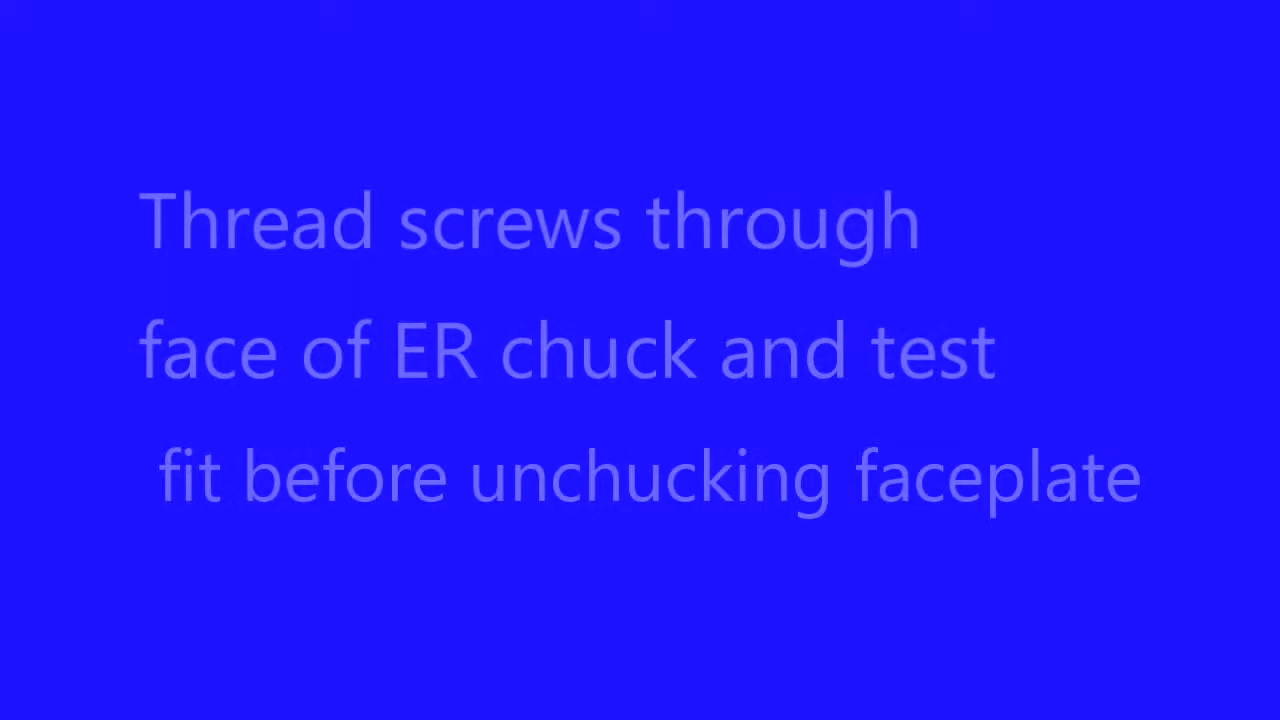 Thread screws through
face of ER chuck and test
fit before unchucking faceplate